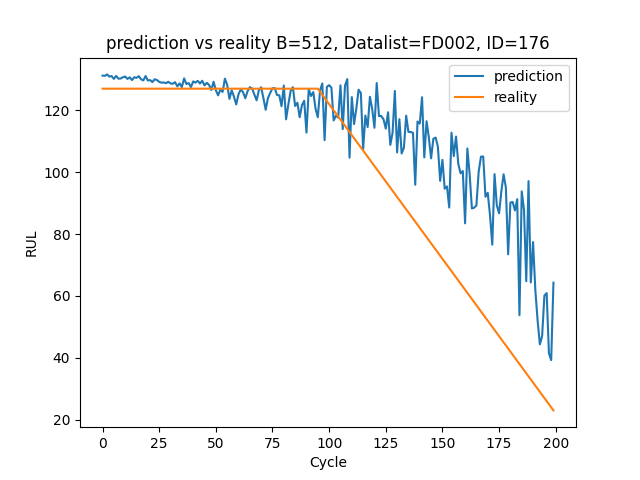 prediction vs reality B=512, Datalist=FD002, ID=176
prediction
reality
RUL
120
100
80
60
40
20
0 25 50 75 100 125 150 175 200
Cycle